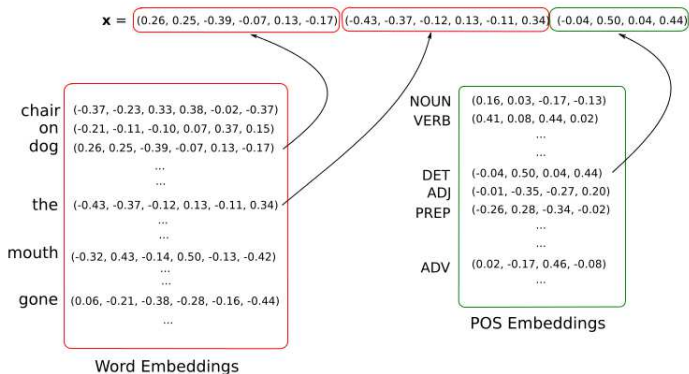 x = (0.26, 0.25, -0.39, -0.07, 0.13, -0.17) (-0.43, -0.37, -0.12, 0.13, -0.11, 0.34) (-0.04, 0.50, 0.04, 0.44)
chair (-0.37, -0.23, 0.33, 0.38, -0.02, -0.37)
on (-0.21, -0.11, -0.10, 0.07, 0.37, 0.15)
dog (0.26, 0.25, -0.39, -0.07, 0.13, -0.17)
...
...
the (-0.43, -0.37, -0.12, 0.13, -0.11, 0.34)
...
...
mouth (-0.32, 0.43, -0.14, 0.50, -0.13, -0.42)
...
...
gone (0.06, -0.21, -0.38, -0.28, -0.16, -0.44)
...
Word Embeddings
NOUN (0.16, 0.03, -0.17, -0.13)
VERB (0.41, 0.08, 0.44, 0.02)
...
...
DET (-0.04, 0.50, 0.04, 0.44)
ADJ (-0.01, -0.35, -0.27, 0.20)
PREP (-0.26, 0.28, -0.34, -0.02)
...
...
ADV (0.02, -0.17, 0.46, -0.08)
...
POS Embeddings